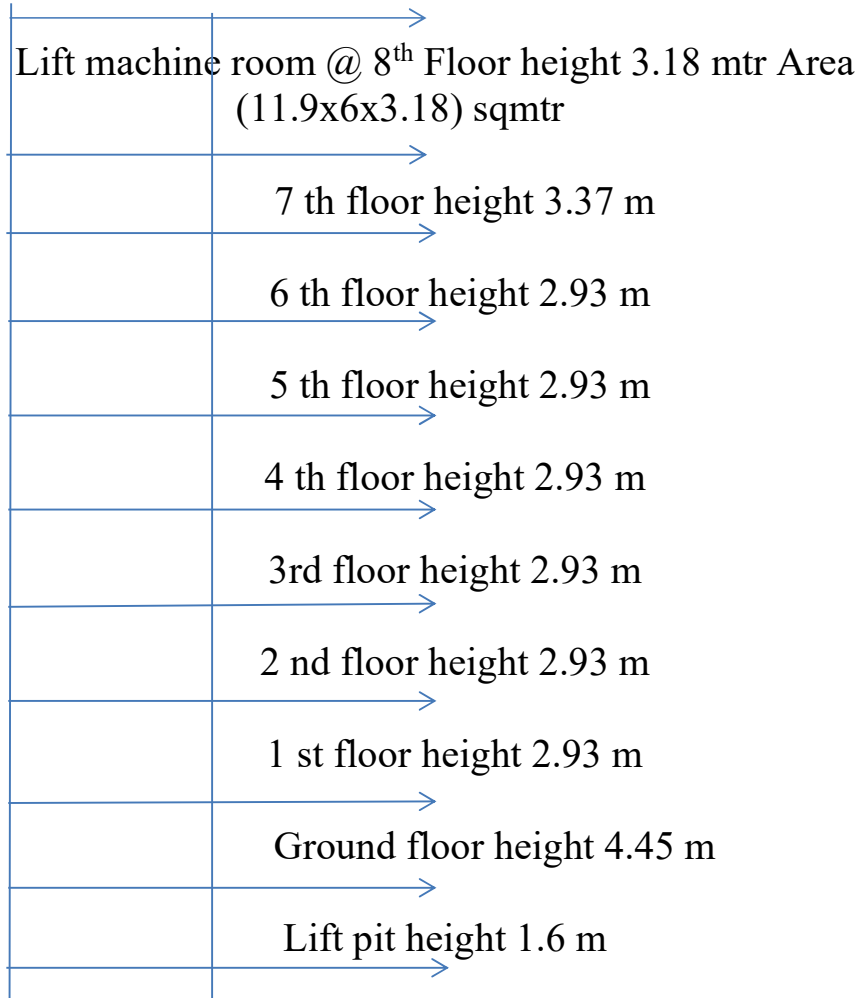 Lift machine room @ 8th Floor height 3.18 mtr Area
(11.9x6x3.18) sqmtr
7 th floor height 3.37 m
6 th floor height 2.93 m
5 th floor height 2.93 m
4 th floor height 2.93 m
3rd floor height 2.93 m
2 nd floor height 2.93 m
1 st floor height 2.93 m
Ground floor height 4.45 m
Lift pit height 1.6 m